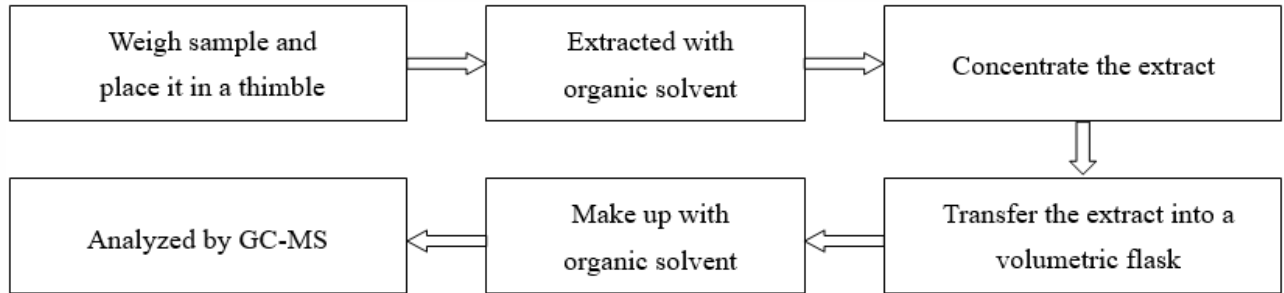 Weigh sample and
place it in a thimble
Extracted with
organic solvent
Concentrate the extract
Transfer the extract into a
volumetric flask
Make up with
organic solvent
Analyzed by GC-MS